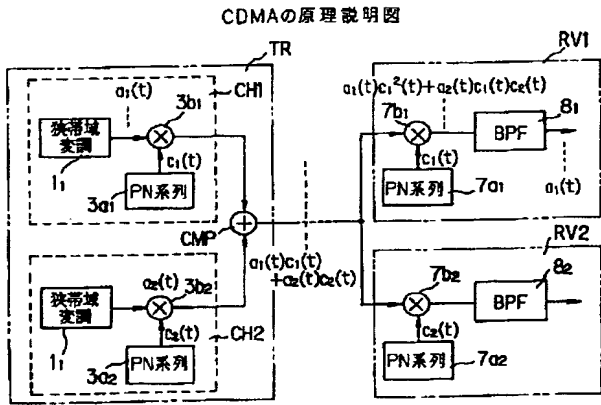 CDMAの原理説明図
TR
CH1
a₁(t)
3b₁
狭帯域
変調
1₁
c₁(t)
PN系列
3a₁
CMP
a₁(t)c₁(t)
+a₂(t)c₂(t)
a₂(t)
3b₂
狭帯域
変調
1₁
c₂(t)
CH2
PN系列
3a₂
RV1
a₁(t)c₁²(t)+a₂(t)c₁(t)c₂(t)
7b₁
8₁
BPF
c₁(t)
a₁(t)
PN系列
7a₁
RV2
7b₂
8₂
BPF
c₂(t)
PN系列
7a₂